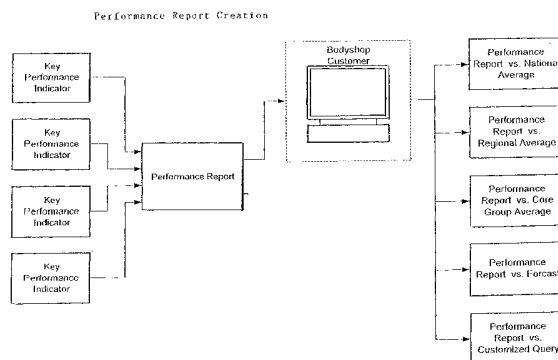 Performance Report Creation
Key
Performance
Indicator
Key
Performance
Indicator
Key
Performance
Indicator
Key
Performance
Indicator
Performance Report
Bodyshop
Customer
Performance
Report vs. National
Average
Performance
Report vs.
Regional Average
Performance
Report vs. Core
Group Average
Performance
Report vs. Forcast
Performance
Report vs.
Customized Query